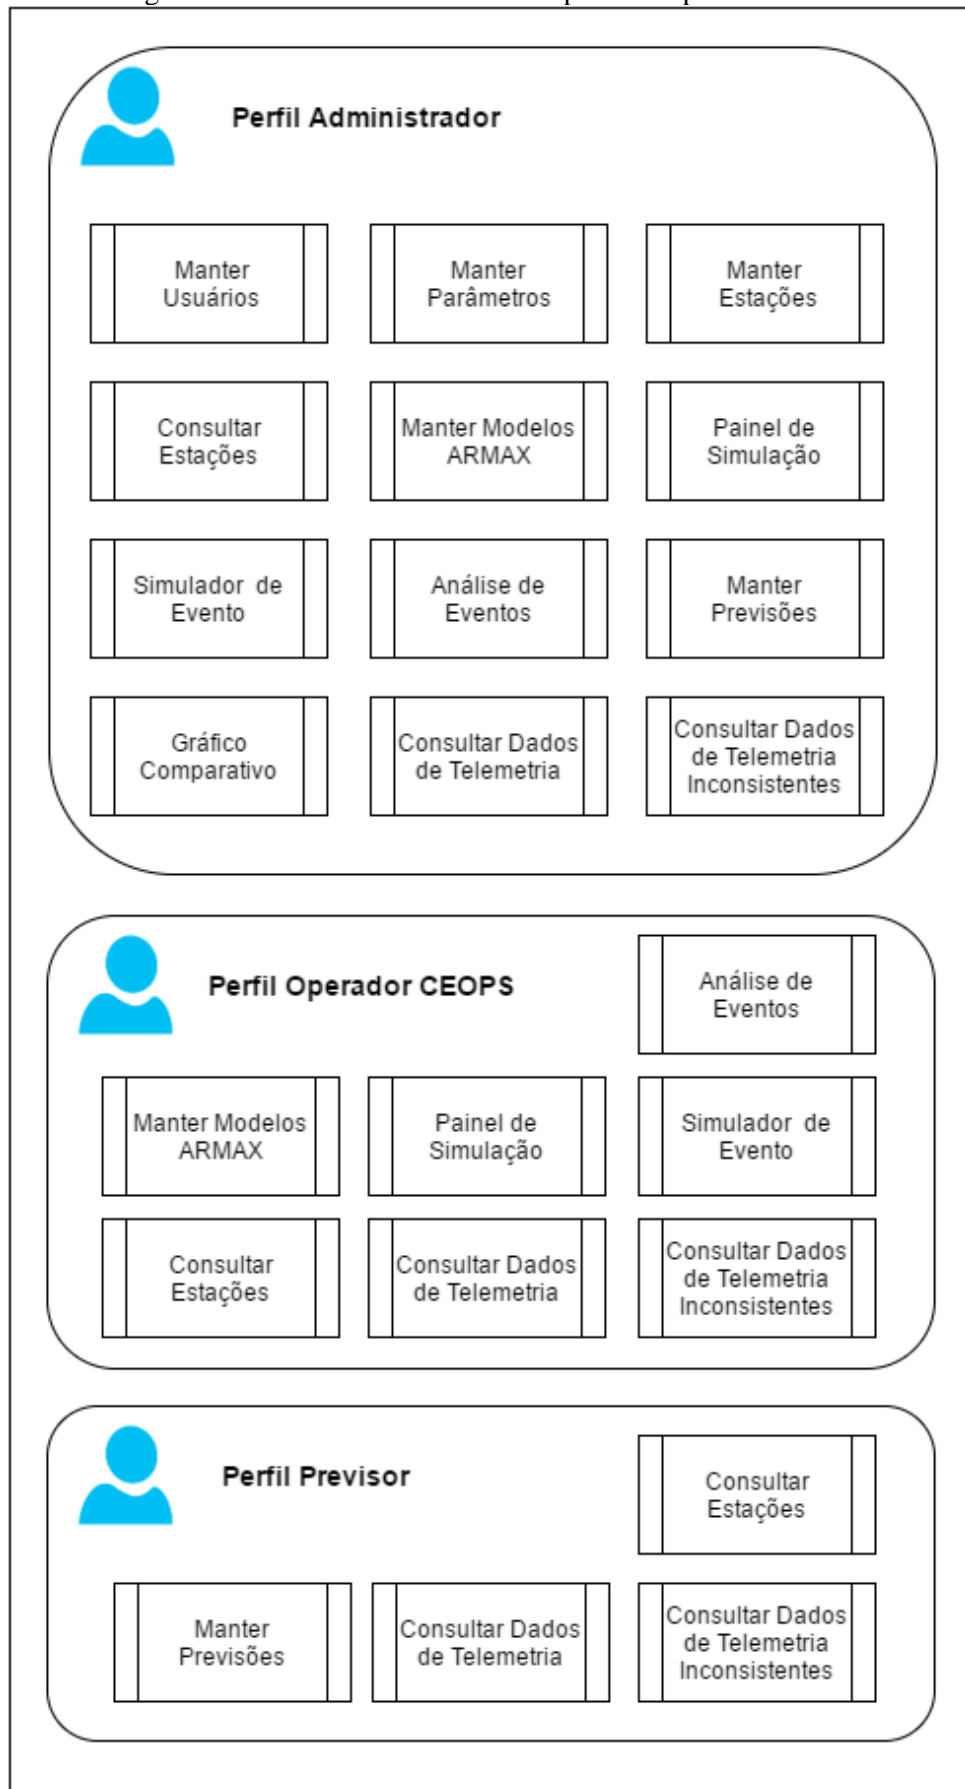 Perfil Administrador
Manter
Usuários
Manter
Parâmetros
Manter
Estações
Consultar
Estações
Manter Modelos
ARMAX
Painel de
Simulação
Simulador de
Evento
Análise de
Eventos
Manter
Previsões
Gráfico
Comparativo
Consultar Dados
de Telemetria
Consultar Dados
de Telemetria
Inconsistentes
Perfil Operador CEOPS
Análise de
Eventos
Manter Modelos
ARMAX
Painel de
Simulação
Simulador de
Evento
Consultar
Estações
Consultar Dados
de Telemetria
Consultar Dados
de Telemetria
Inconsistentes
Perfil Previsor
Consultar
Estações
Manter
Previsões
Consultar Dados
de Telemetria
Consultar Dados
de Telemetria
Inconsistentes